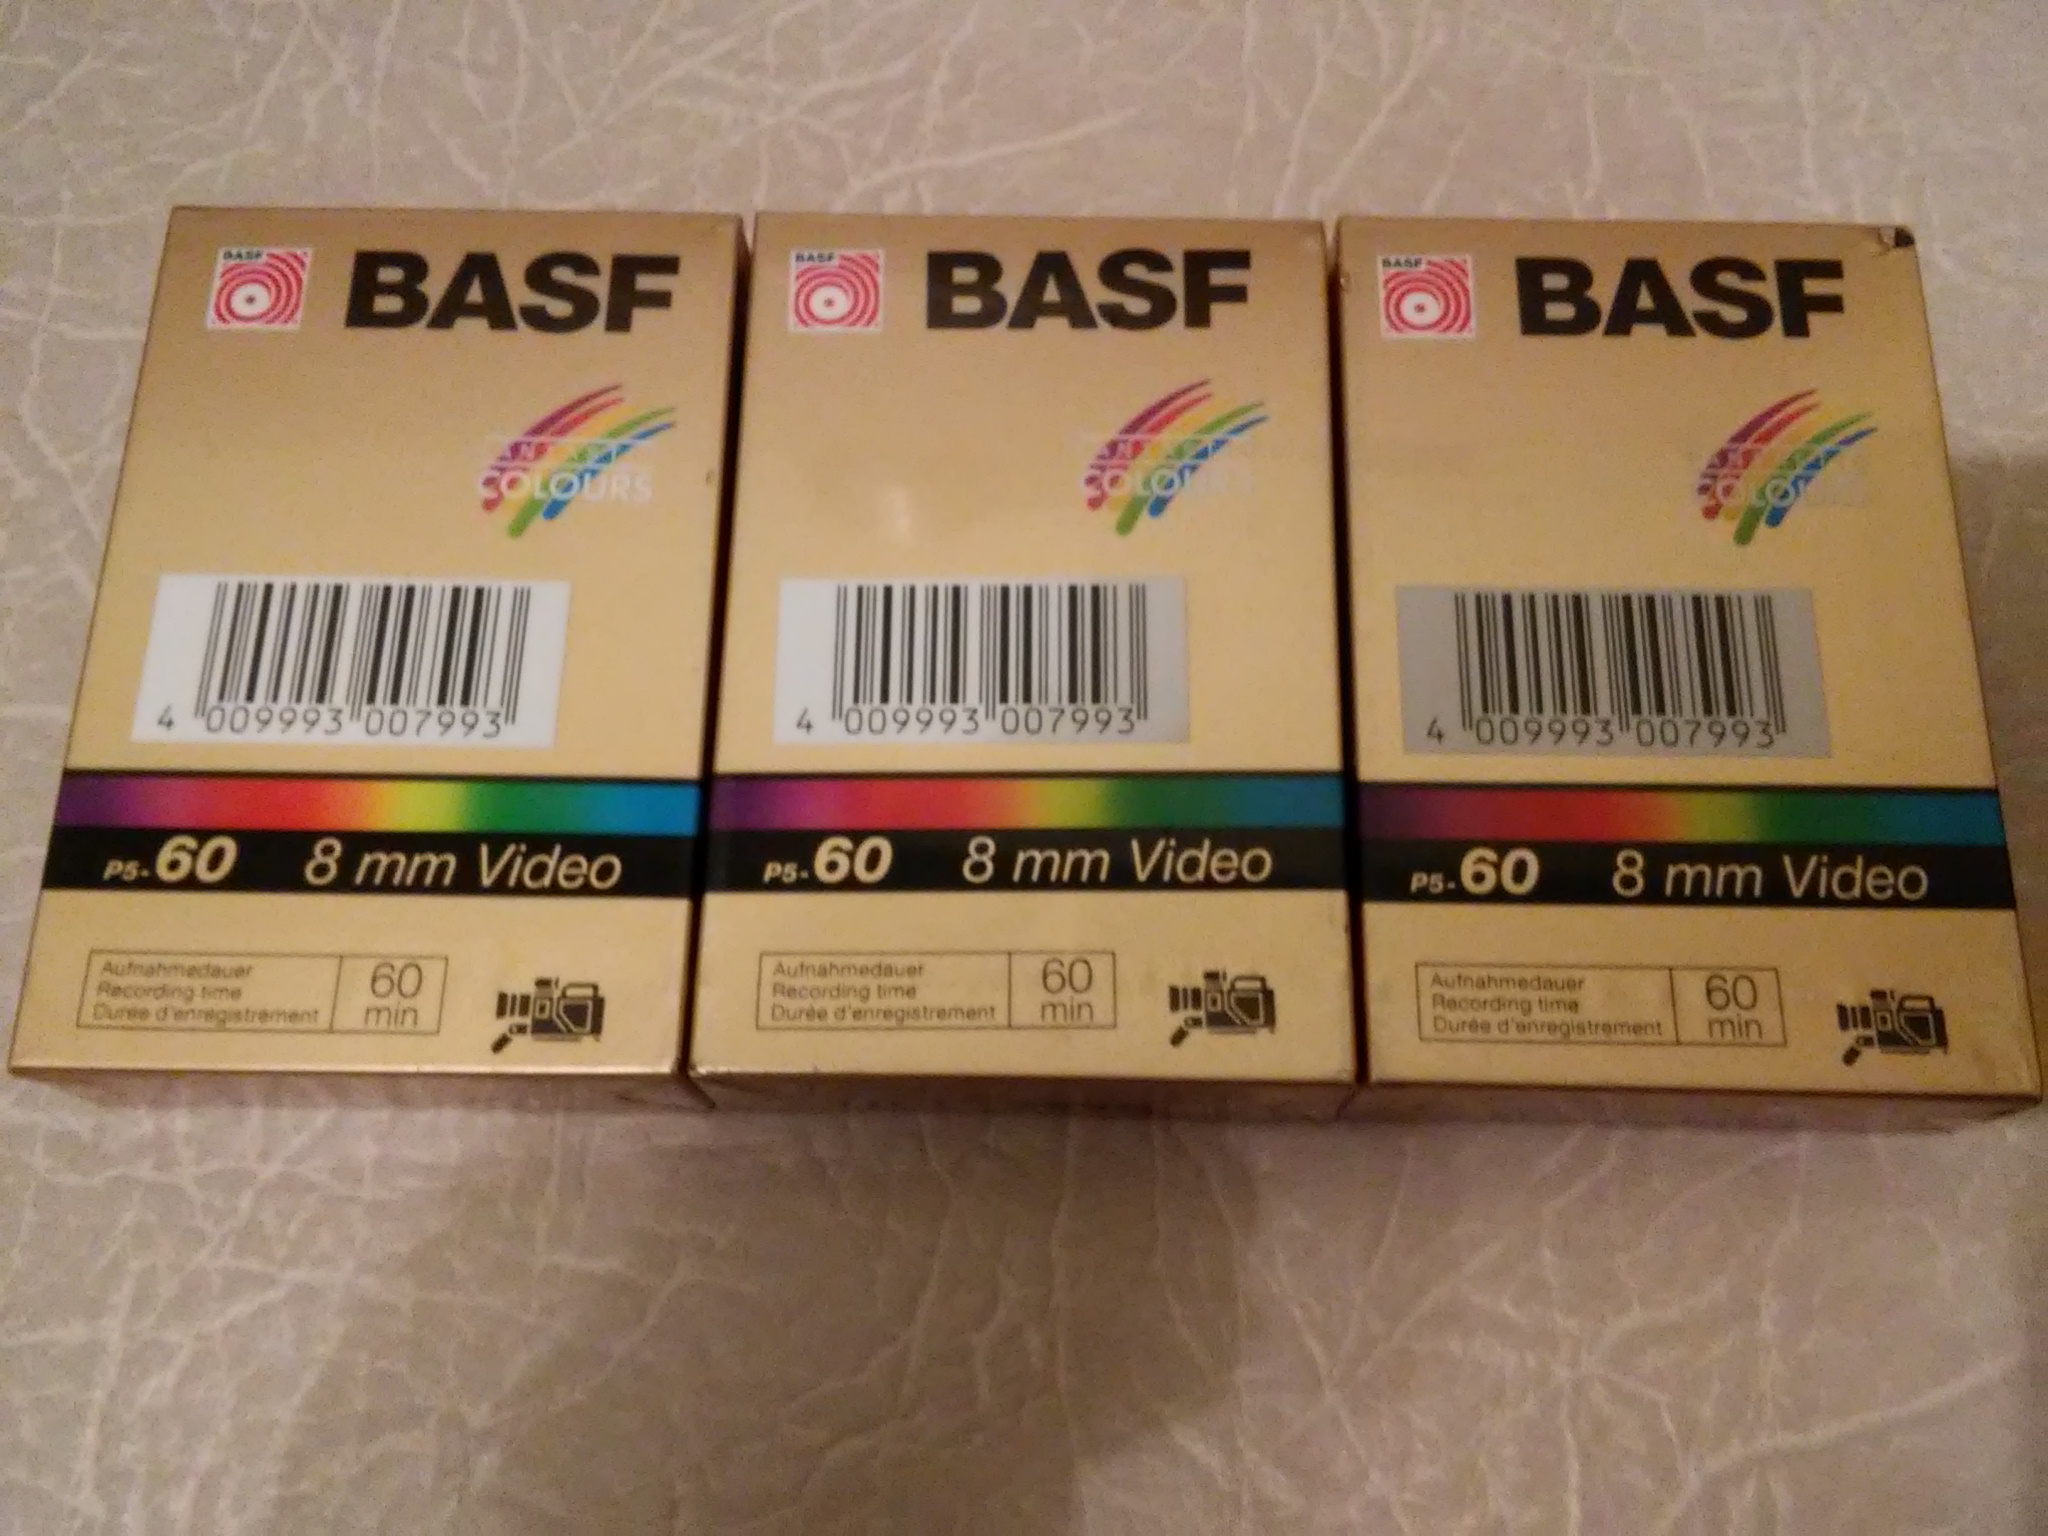 BASF BASF
COLOURS
4 009993 007993
P5-60 8 mm Video
Aufnahmedauer
Recording time
Durée d'enregistrement
60
min
BASF BASF
COLOURS
4 009993 007993
P5-60 8 mm Video
Aufnahmedauer
Recording time
Durée d'enregistrement
60
min
BASF BASF
COLOURS
4 009993 007993
P5-60 8 mm Video
Aufnahmedauer
Recording time
Durée d'enregistrement
60
min